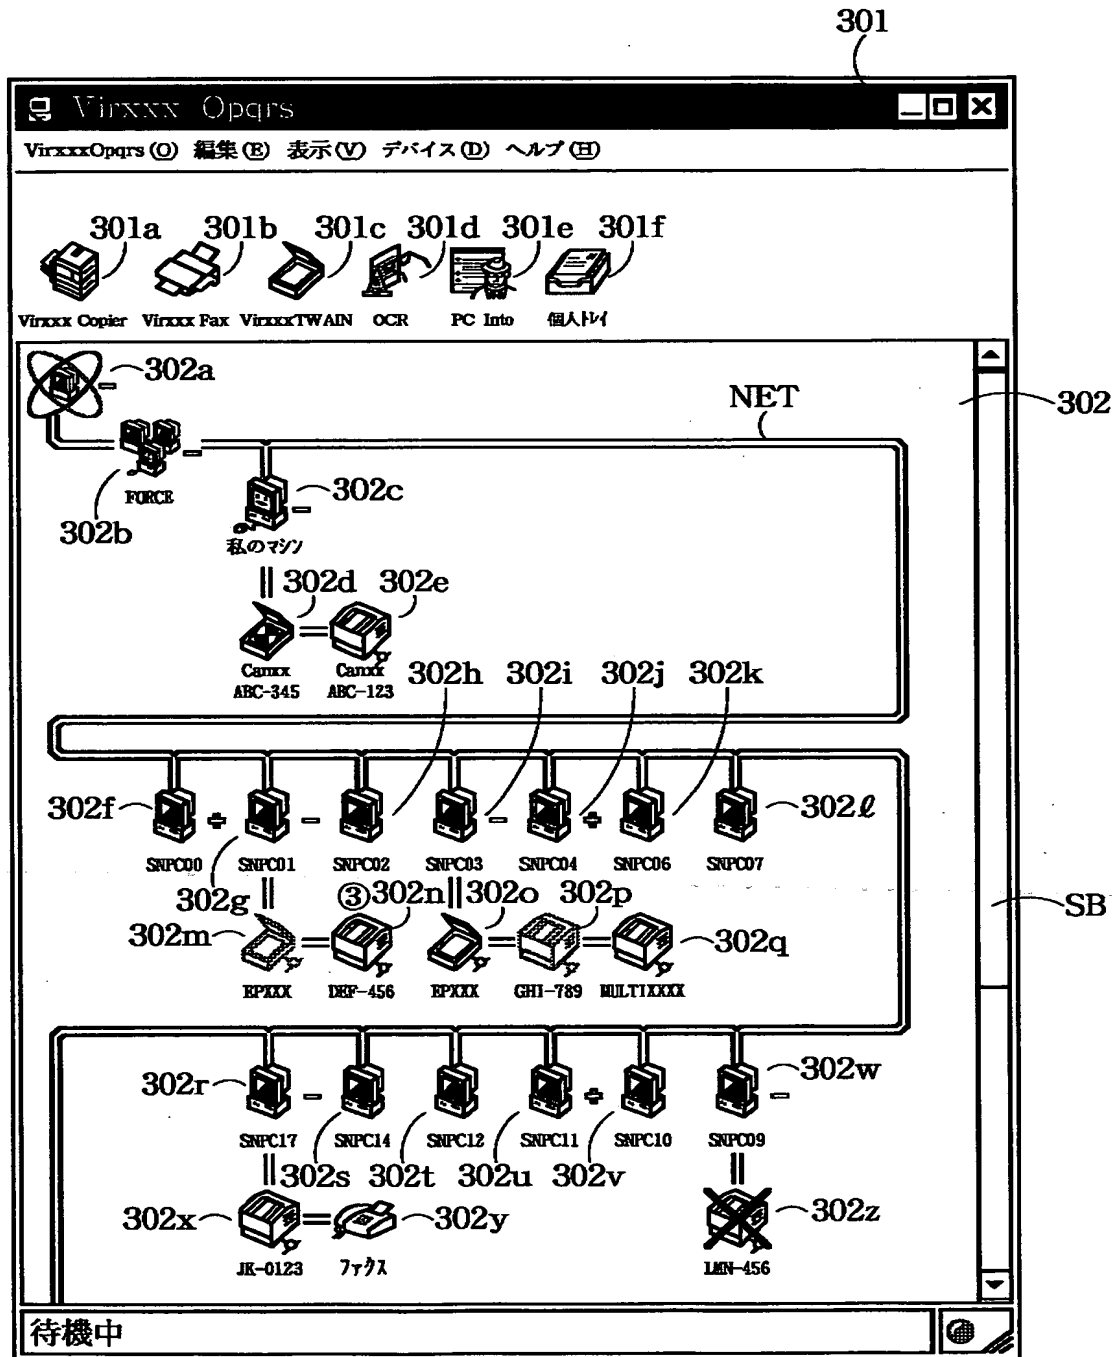 301
Virxxx Opqrs
VirxxxOpqrs(O) 編集(E) 表示(V) デバイス(D) ヘルプ(H)
301a 301b 301c 301d 301e 301f
Virxxx Copier Virxxx Fax VirxxxTWAIN OCR PC Into 個人トレイ
302a
NET 302
FORCE 302c
302b
私のマシン
302d 302e
Canxx Canxx
ABC-345 ABC-123
302h 302i 302j 302k
302f 302ℓ
SNPC00 SNPC01 SNPC02 SNPC03 SNPC04 SNPC06 SNPC07
302g ③302n 302o 302p SB
302m 302q
EPXXX DEF-456 EPXXX GHI-789 MULTIXXXX
302r 302w
SNPC17 SNPC14 SNPC12 SNPC11 SNPC10 SNPC09
302s 302t 302u 302v
302x 302y 302z
JK-0123 ファクス LMN-456
待機中